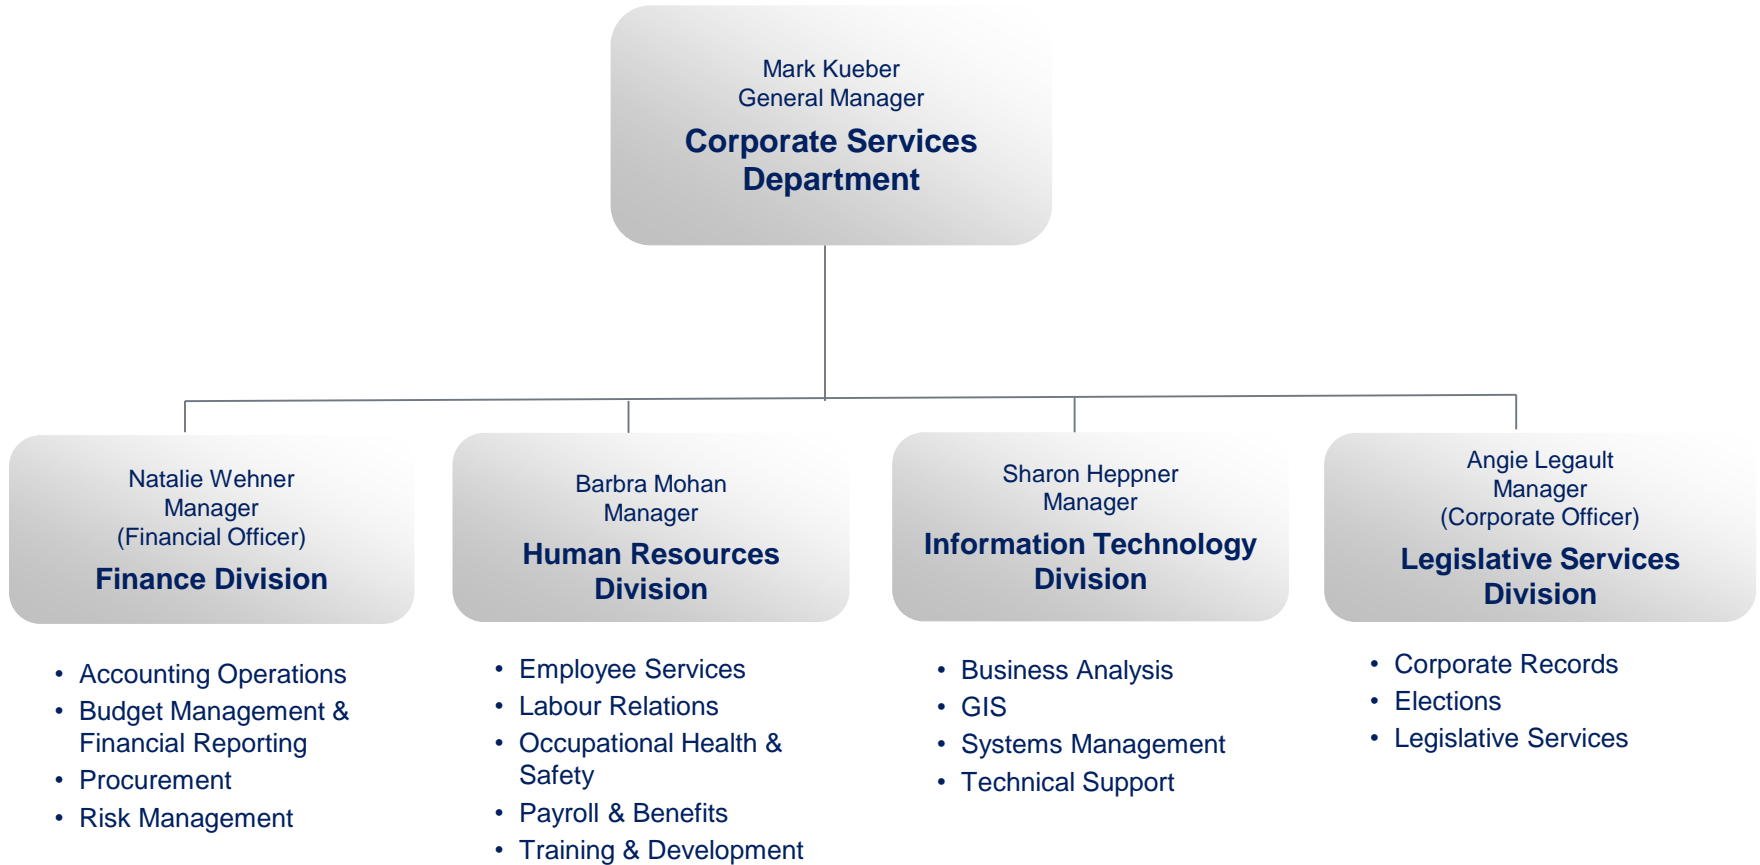 Mark Kueber
General Manager
Corporate Services
Department
Natalie Wehner
Manager
(Financial Officer)
Finance Division
• Accounting Operations
• Budget Management &
Financial Reporting
• Procurement
• Risk Management
Barbra Mohan
Manager
Human Resources
Division
• Employee Services
• Labour Relations
• Occupational Health &
Safety
• Payroll & Benefits
• Training & Development
Sharon Heppner
Manager
Information Technology
Division
• Business Analysis
• GIS
• Systems Management
• Technical Support
Angie Legault
Manager
(Corporate Officer)
Legislative Services
Division
• Corporate Records
• Elections
• Legislative Services